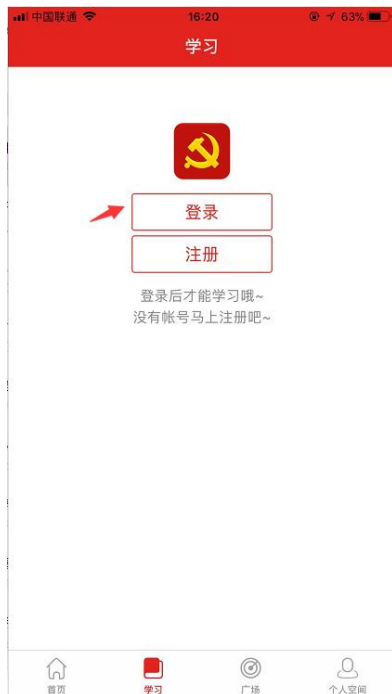 中国联通 16:20 63%
学习
登录
注册
登录后才能学习哦~
没有帐号马上注册吧~
首页 学习 广场 个人空间